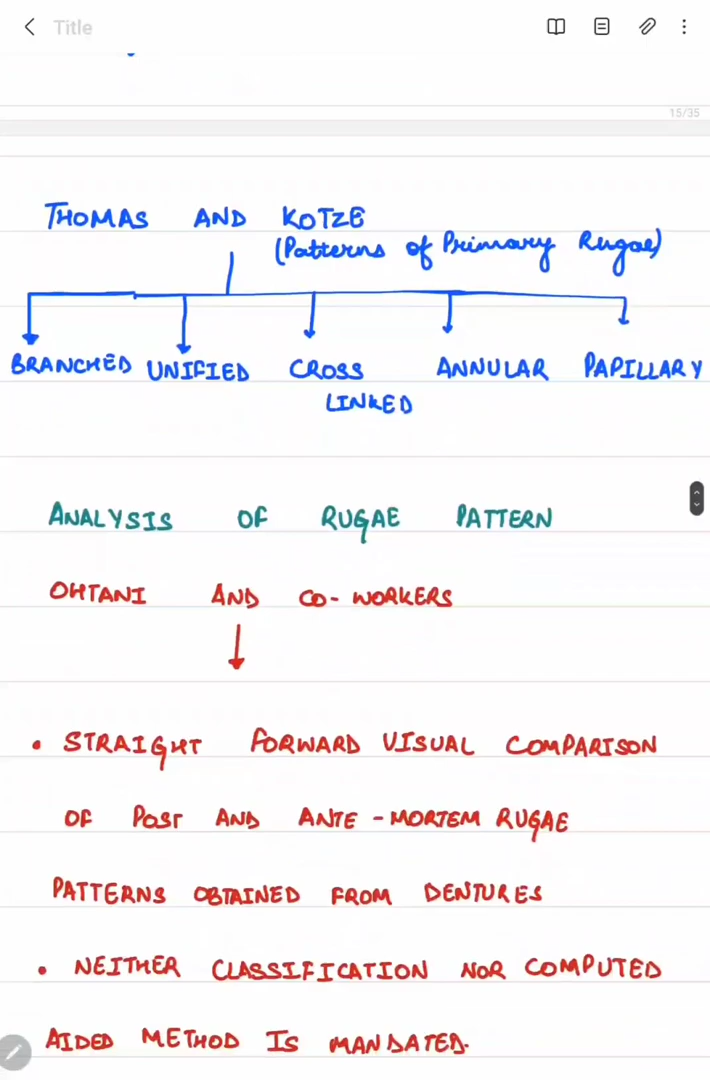 Title
15/35
THOMAS AND KOTZE
(Patterns of Primary Rugae)
BRANCHED UNIFIED CROSS LINKED ANNULAR PAPILLARY
ANALYSIS OF RUGAE PATTERN
OHTANI AND CO-WORKERS
• STRAIGHT FORWARD VISUAL COMPARISON
OF POST AND ANTE-MORTEM RUGAE
PATTERNS OBTAINED FROM DENTURES
• NEITHER CLASSIFICATION NOR COMPUTED
AIDED METHOD IS MANDATED.